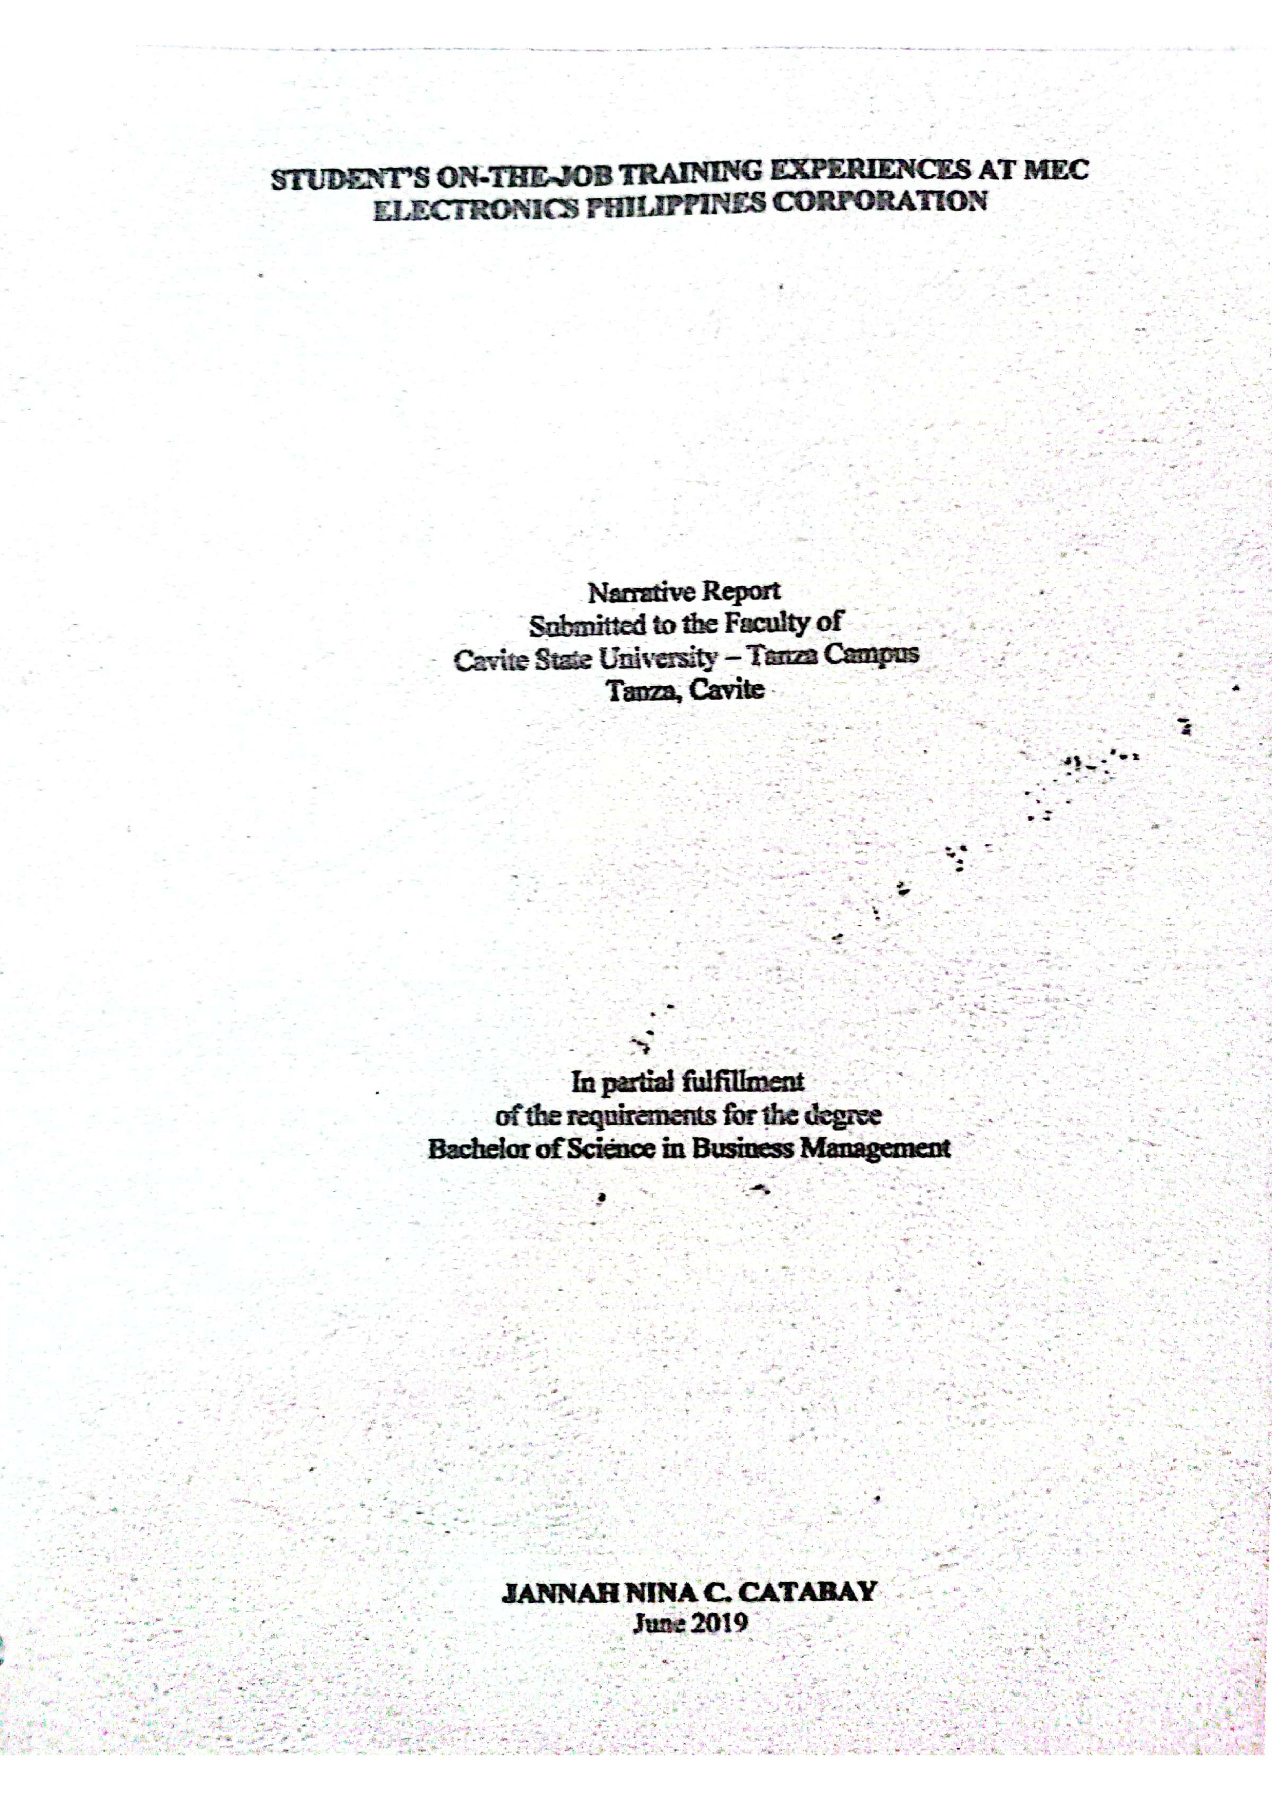 STUDENT'S ON-THE-JOB TRAINING EXPERIENCES AT MEC
ELECTRONICS PHILIPPINES CORPORATION
Narrative Report
Submitted to the Faculty of
Cavite State University – Tanza Campus
Tanza, Cavite
In partial fulfillment
of the requirements for the degree
Bachelor of Science in Business Management
JANNAH NINA C. CATABAY
June 2019